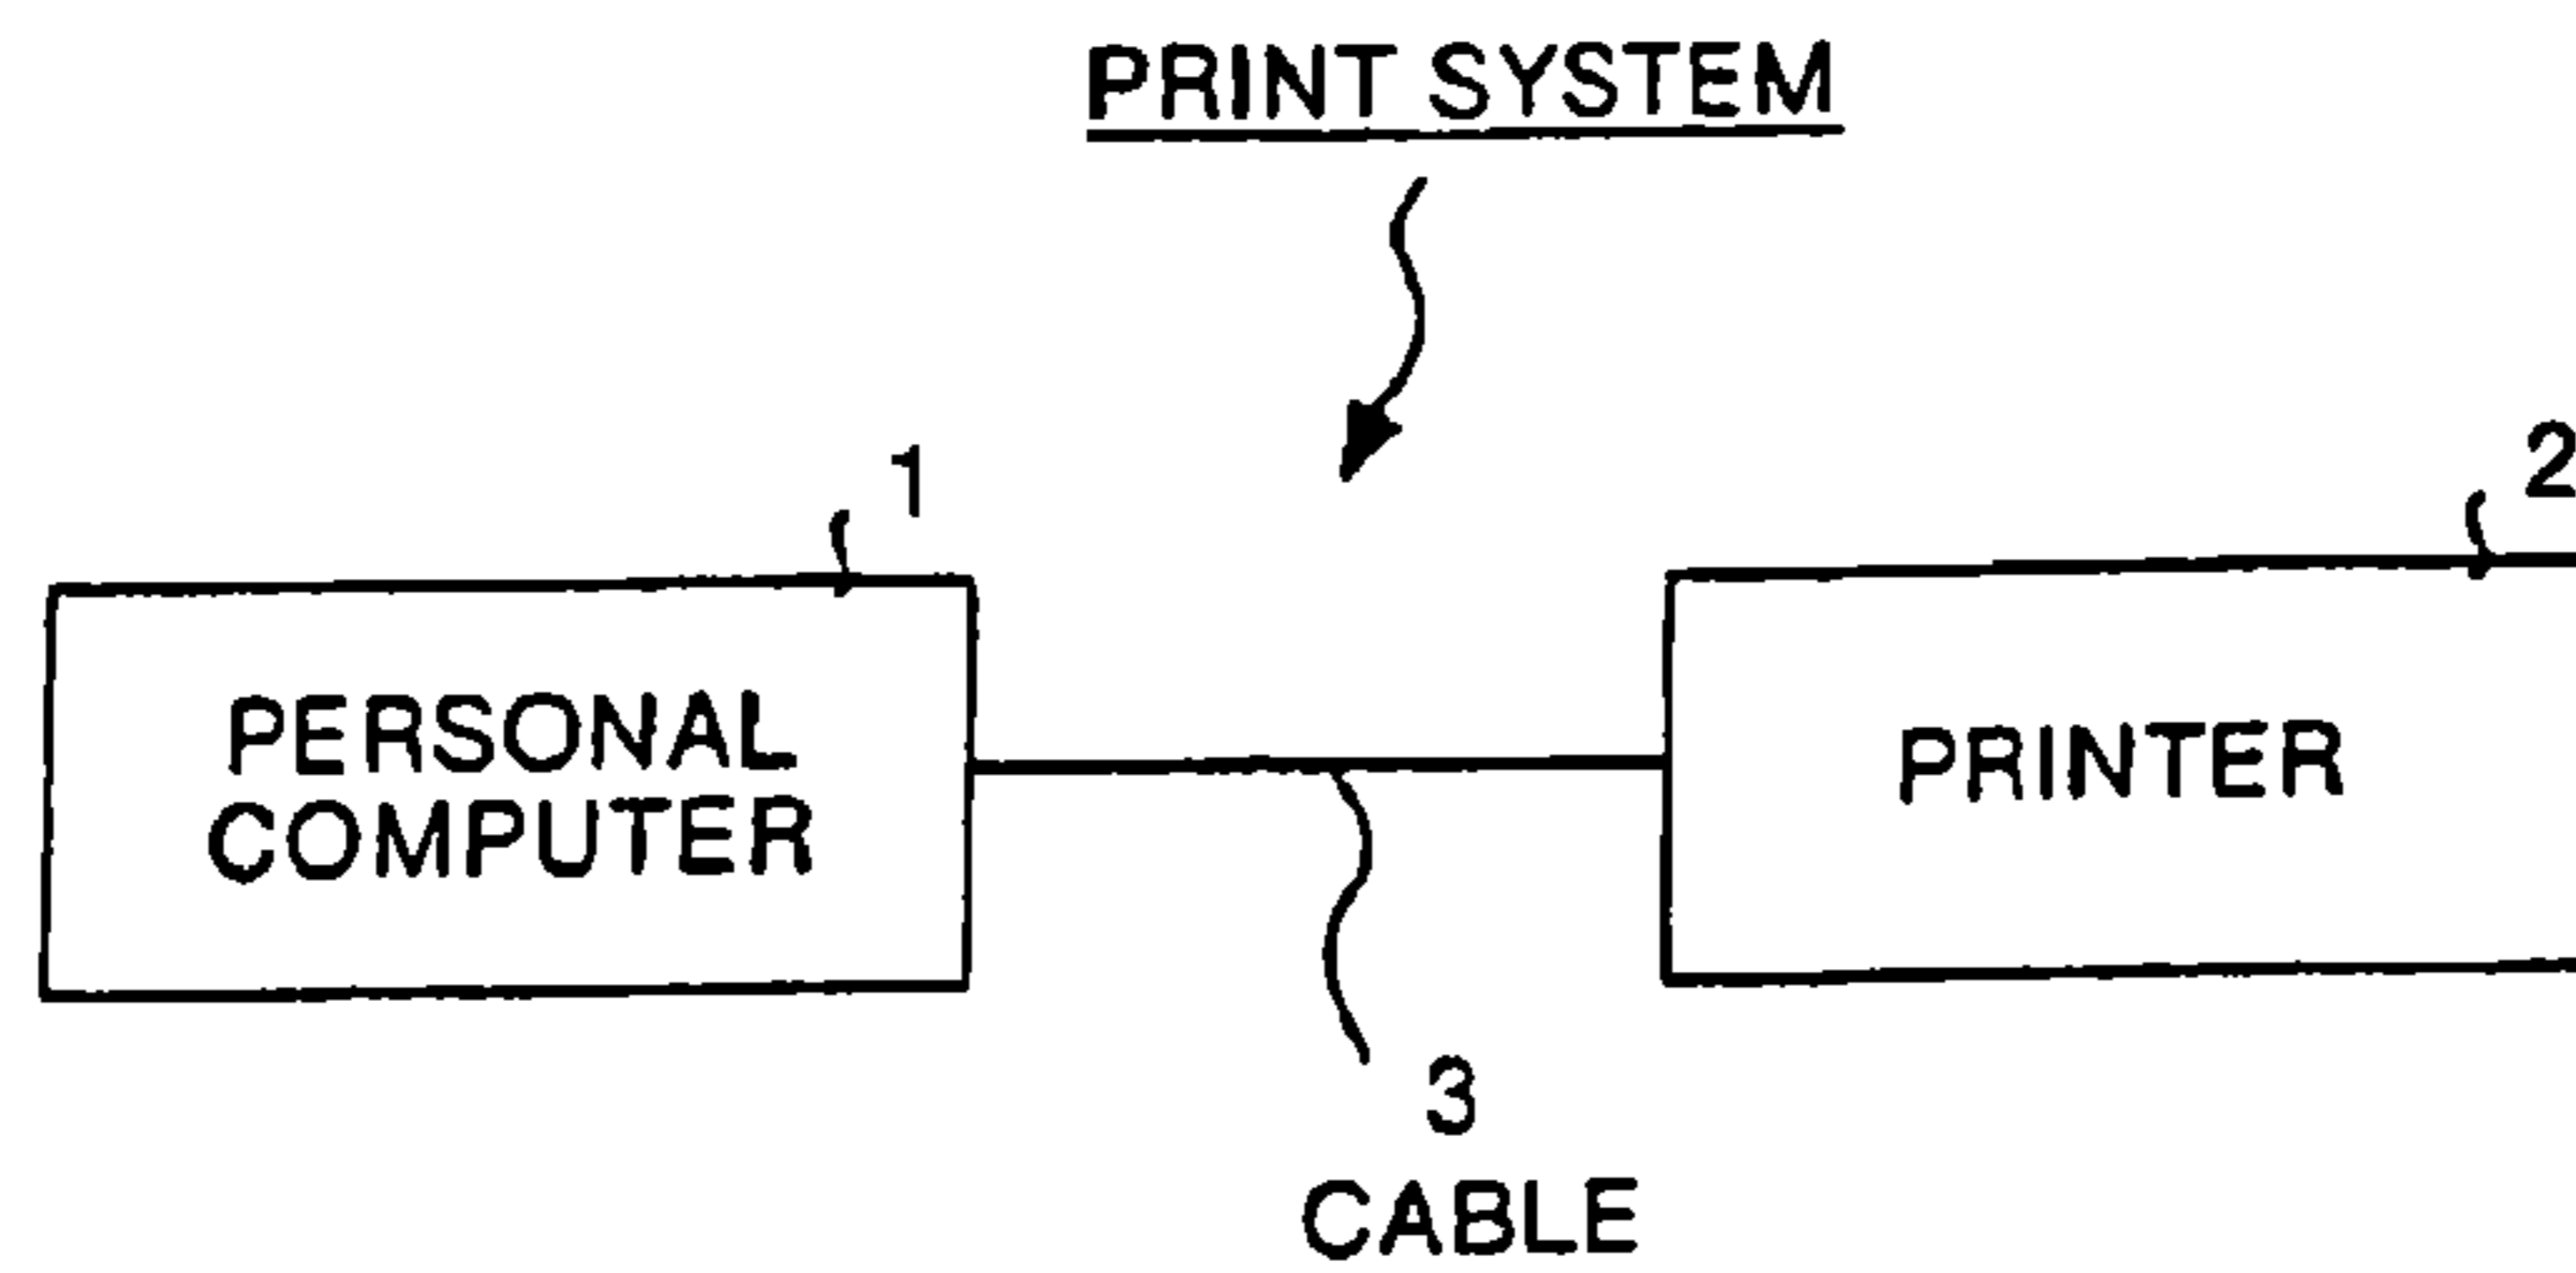 PRINT SYSTEM
1
2
PERSONAL
COMPUTER
PRINTER
3
CABLE